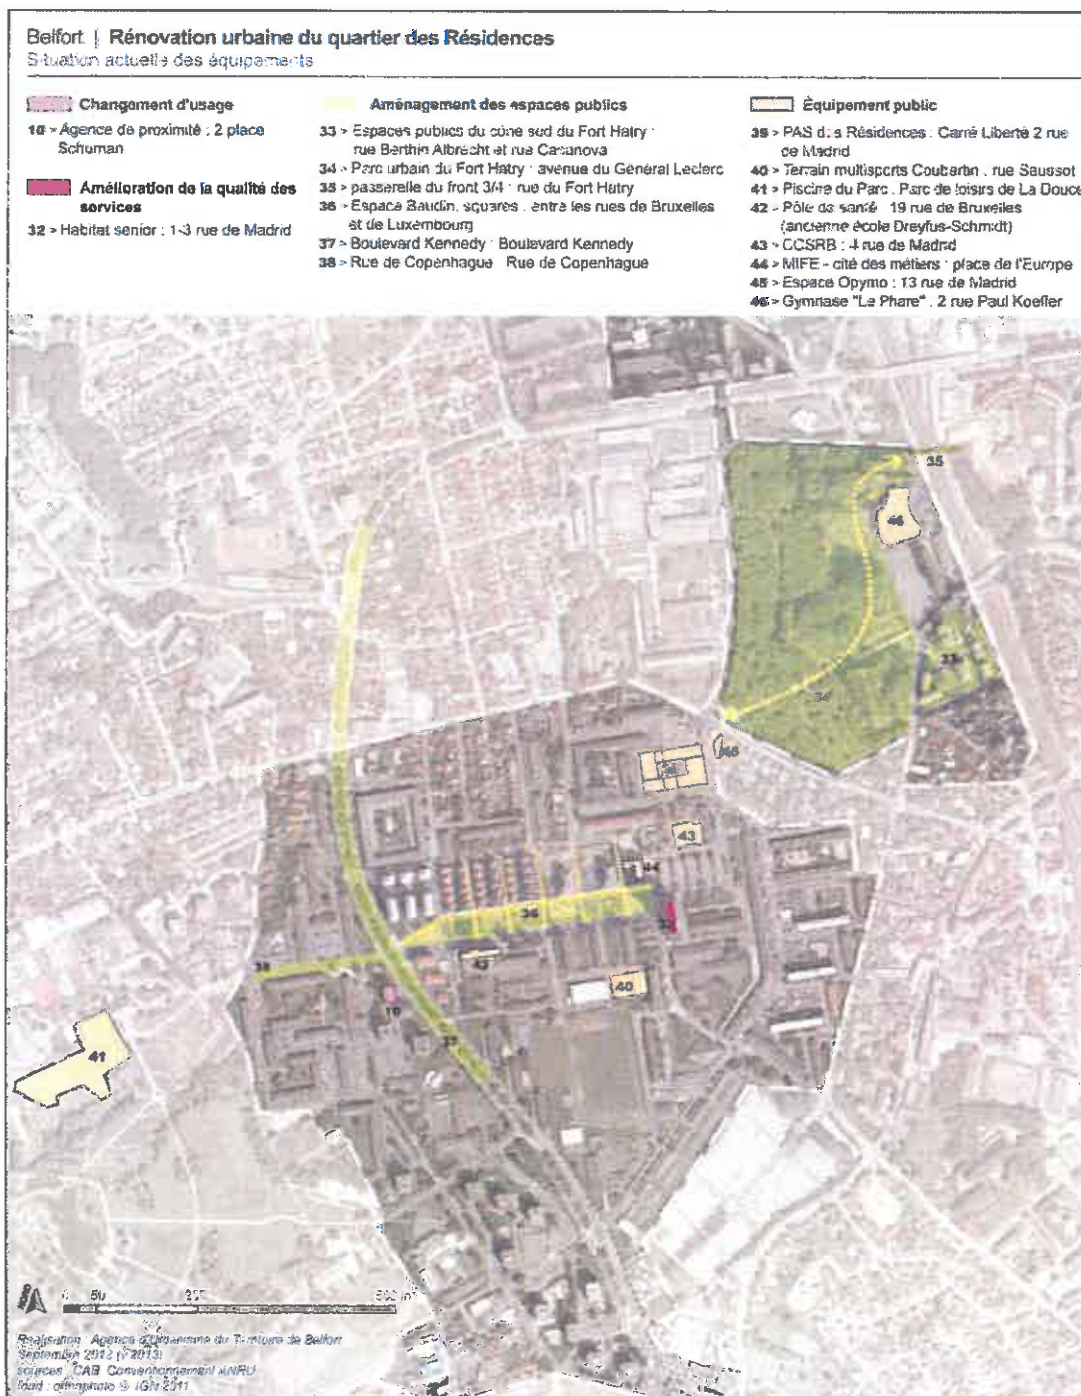 Belfort | Rénovation urbaine du quartier des Résidences
Situation actuelle des équipements
Changement d'usage
10 > Agence de proximité : 2 place
Schuman
Amélioration de la qualité des
services
32 > Habitat senior : 1-3 rue de Madrid
Aménagement des espaces publics
33 > Espaces publics du cône sud du Fort Hatry :
rue Berthin Albrecht et rue Casanova
34 > Parc urbain du Fort Hatry : avenue du Général Leclerc
35 > passerelle du front 3/4 : rue du Fort Hatry
36 > Espace Baudin, squares : entre les rues de Bruxelles
et de Luxembourg
37 > Boulevard Kennedy : Boulevard Kennedy
38 > Rue de Copenhague : Rue de Copenhague
Équipement public
39 > PAS des Résidences : Carré Liberté 2 rue
de Madrid
40 > Terrain multisports Coubertin : rue Saussot
41 > Piscine du Parc : Parc de loisirs de La Douce
42 > Pôle de santé : 19 rue de Bruxelles
(ancienne école Dreyfus-Schmidt)
43 > CCSRB : 4 rue de Madrid
44 > MIFE - cité des métiers : place de l'Europe
45 > Espace Opymo : 13 rue de Madrid
46 > Gymnase "Le Phare" : 2 rue Paul Koepfler
35
46
33
34
43
44
36
32
38
42
40
10
37
41
0 50 500 m
Réalisation : Agence d'Urbanisme du Territoire de Belfort
Septembre 2012 (v 2013)
sources : CAB Conventionnement ANRU
fond : orthophoto © IGN 2011